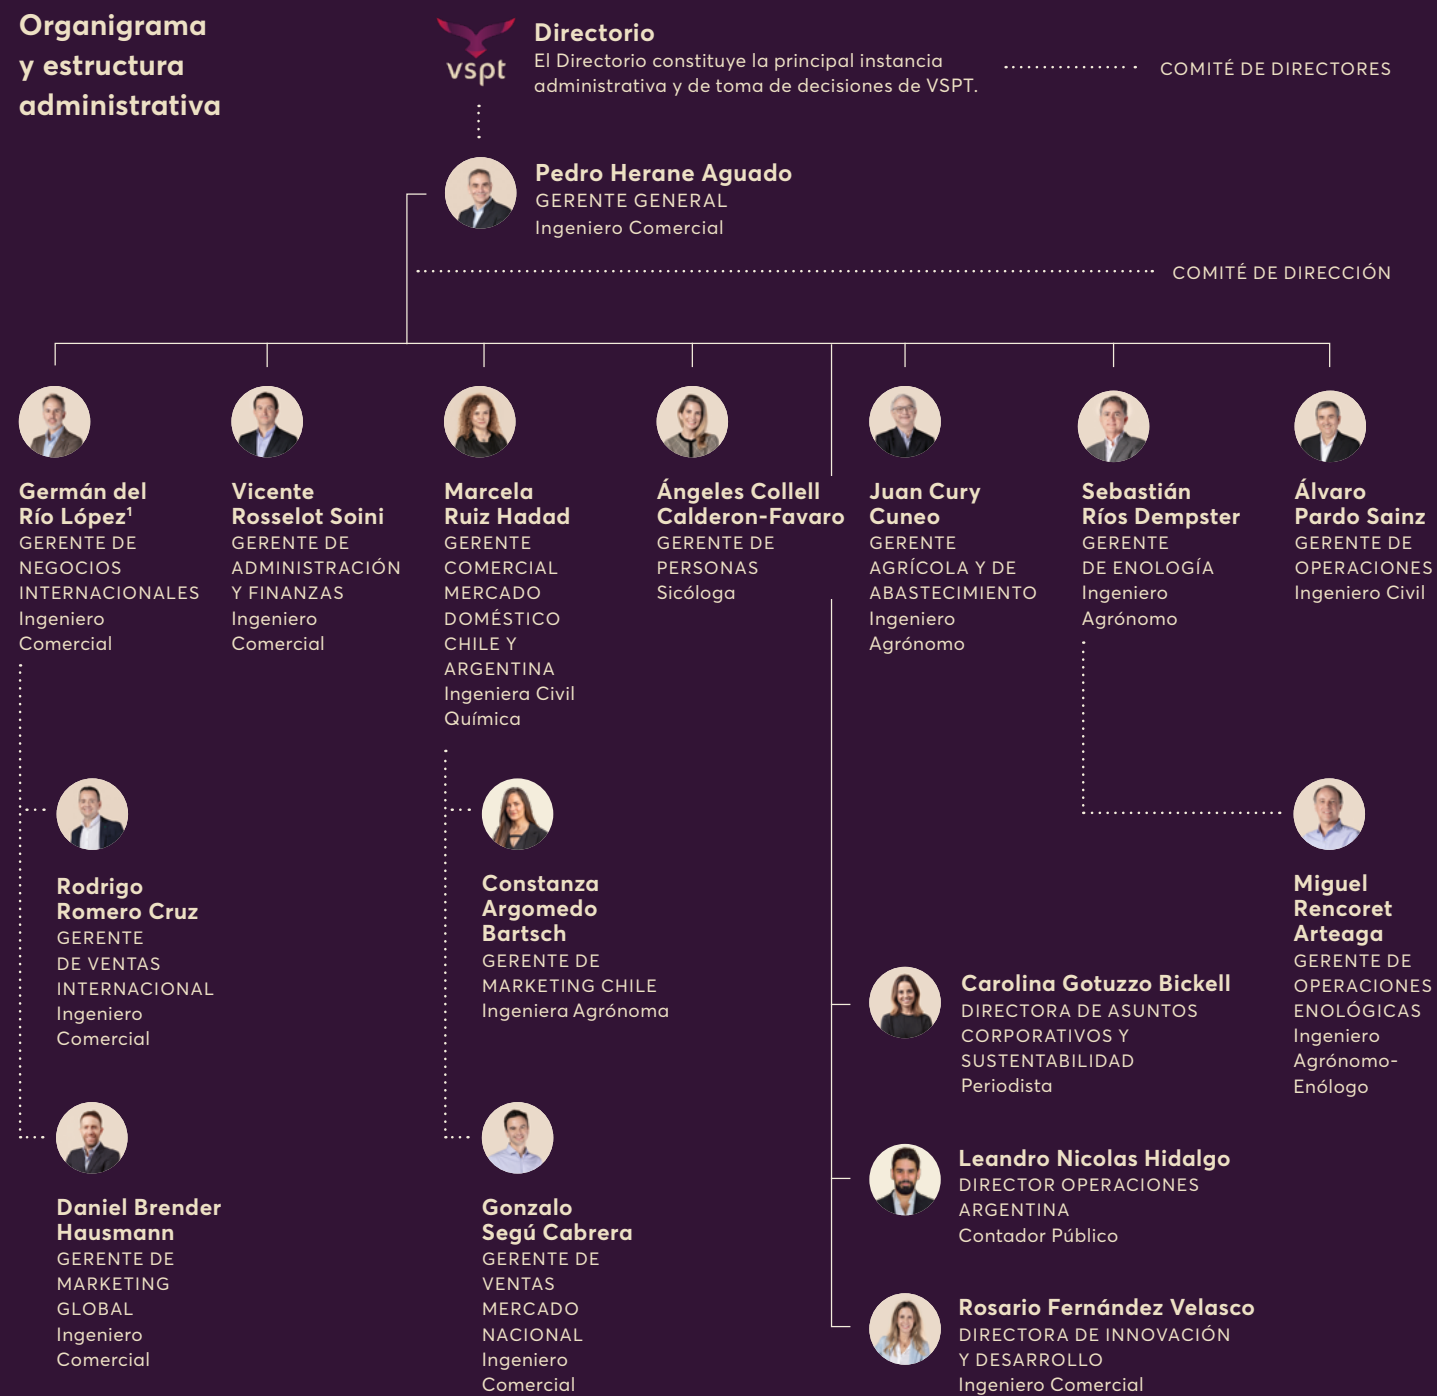 Organigrama
y estructura
administrativa
vspt
Directorio
El Directorio constituye la principal instancia
administrativa y de toma de decisiones de VSPT.
COMITÉ DE DIRECTORES
Pedro Herane Aguado
GERENTE GENERAL
Ingeniero Comercial
COMITÉ DE DIRECCIÓN
Germán del
Río López¹
GERENTE DE
NEGOCIOS
INTERNACIONALES
Ingeniero
Comercial
Vicente
Rosselot Soini
GERENTE DE
ADMINISTRACIÓN
Y FINANZAS
Ingeniero
Comercial
Marcela
Ruiz Hadad
GERENTE
COMERCIAL
MERCADO
DOMÉSTICO
CHILE Y
ARGENTINA
Ingeniera Civil
Química
Ángeles Collell
Calderon-Favaro
GERENTE DE
PERSONAS
Sicóloga
Juan Cury
Cuneo
GERENTE
AGRÍCOLA Y DE
ABASTECIMIENTO
Ingeniero
Agrónomo
Sebastián
Ríos Dempster
GERENTE
DE ENOLOGÍA
Ingeniero
Agrónomo
Álvaro
Pardo Sainz
GERENTE DE
OPERACIONES
Ingeniero Civil
Rodrigo
Romero Cruz
GERENTE
DE VENTAS
INTERNACIONAL
Ingeniero
Comercial
Daniel Brender
Hausmann
GERENTE DE
MARKETING
GLOBAL
Ingeniero
Comercial
Constanza
Argomedo
Bartsch
GERENTE DE
MARKETING CHILE
Ingeniera Agrónoma
Gonzalo
Segú Cabrera
GERENTE DE
VENTAS
MERCADO
NACIONAL
Ingeniero
Comercial
Carolina Gotuzzo Bickell
DIRECTORA DE ASUNTOS
CORPORATIVOS Y
SUSTENTABILIDAD
Periodista
Leandro Nicolas Hidalgo
DIRECTOR OPERACIONES
ARGENTINA
Contador Público
Rosario Fernández Velasco
DIRECTORA DE INNOVACIÓN
Y DESARROLLO
Ingeniero Comercial
Miguel
Rencoret
Arteaga
GERENTE DE
OPERACIONES
ENOLÓGICAS
Ingeniero
Agrónomo-
Enólogo